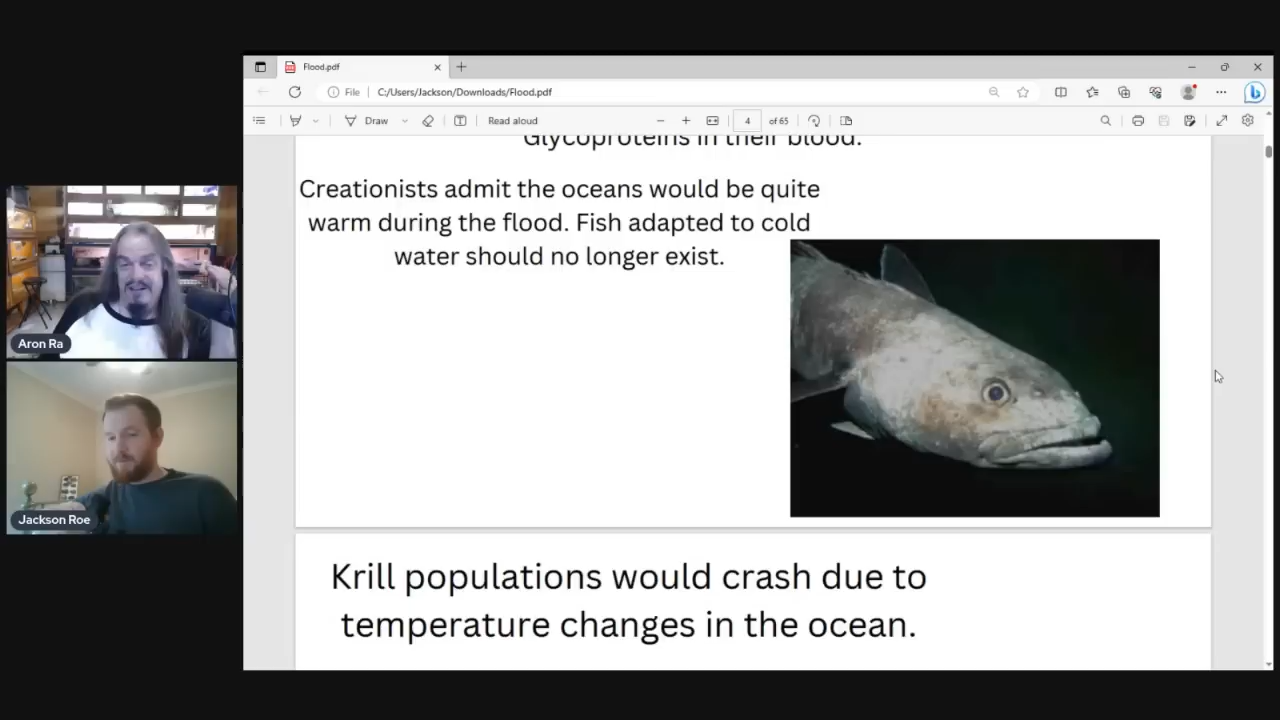 Flood.pdf
File
C:/Users/Jackson/Downloads/Flood.pdf
Draw
Read aloud
4
of 65
Glycoproteins in their blood.
Creationists admit the oceans would be quite
warm during the flood. Fish adapted to cold
water should no longer exist.
Krill populations would crash due to
temperature changes in the ocean.
Aron Ra
Jackson Roe